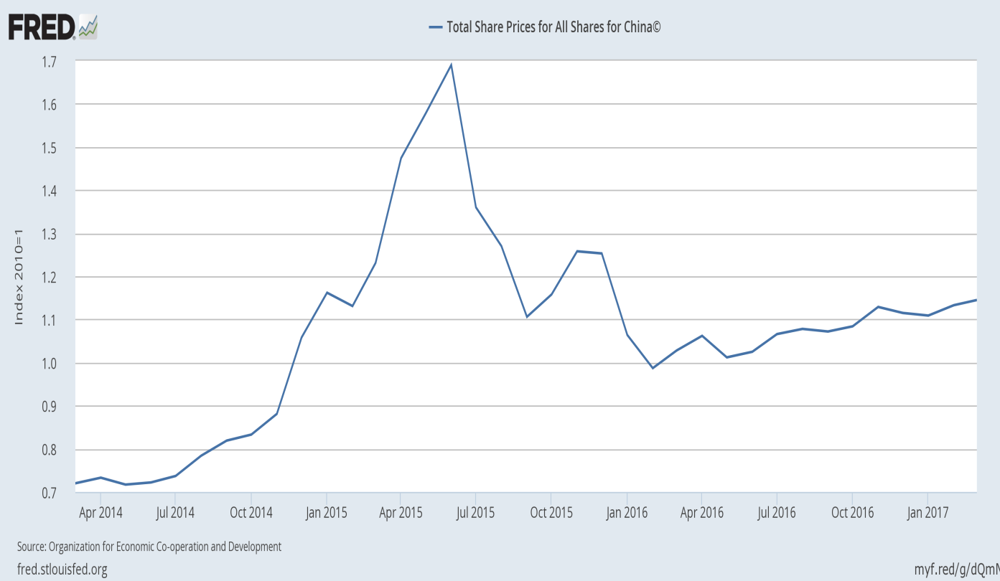 FRED
Total Share Prices for All Shares for China©
1.7
1.6
1.5
1.4
1.3
1.2
1.1
1.0
0.9
0.8
0.7
Index 2010=1
Apr 2014 Jul 2014 Oct 2014 Jan 2015 Apr 2015 Jul 2015 Oct 2015 Jan 2016 Apr 2016 Jul 2016 Oct 2016 Jan 2017
Source: Organization for Economic Co-operation and Development
fred.stlouisfed.org